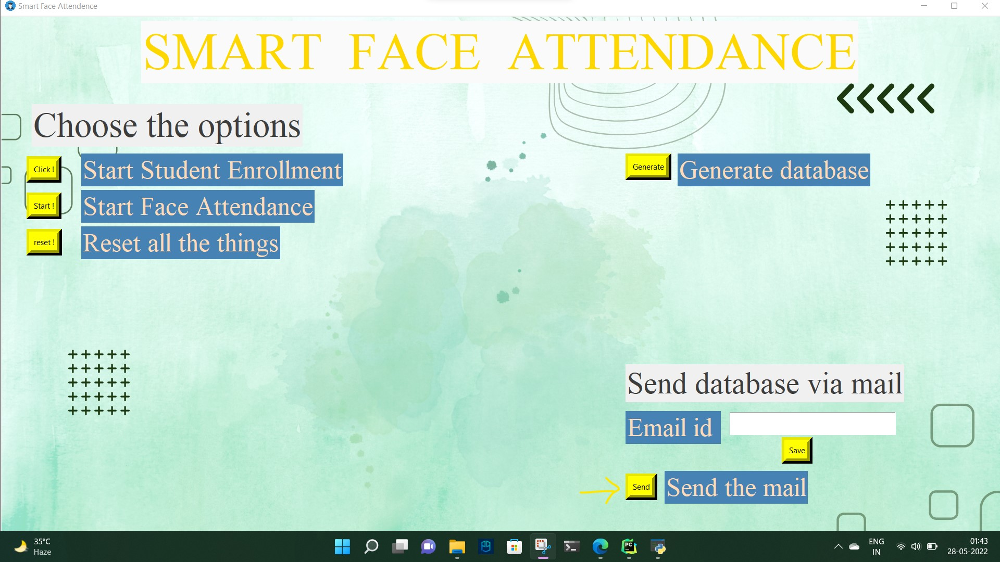 Smart Face Attendence
SMART FACE ATTENDANCE
Choose the options
Click !
Start Student Enrollment
Generate
Generate database
Start !
Start Face Attendance
reset !
Reset all the things
Send database via mail
Email id
Save
Send
Send the mail
35°C
Haze
PC
ENG
IN
01:43
28-05-2022